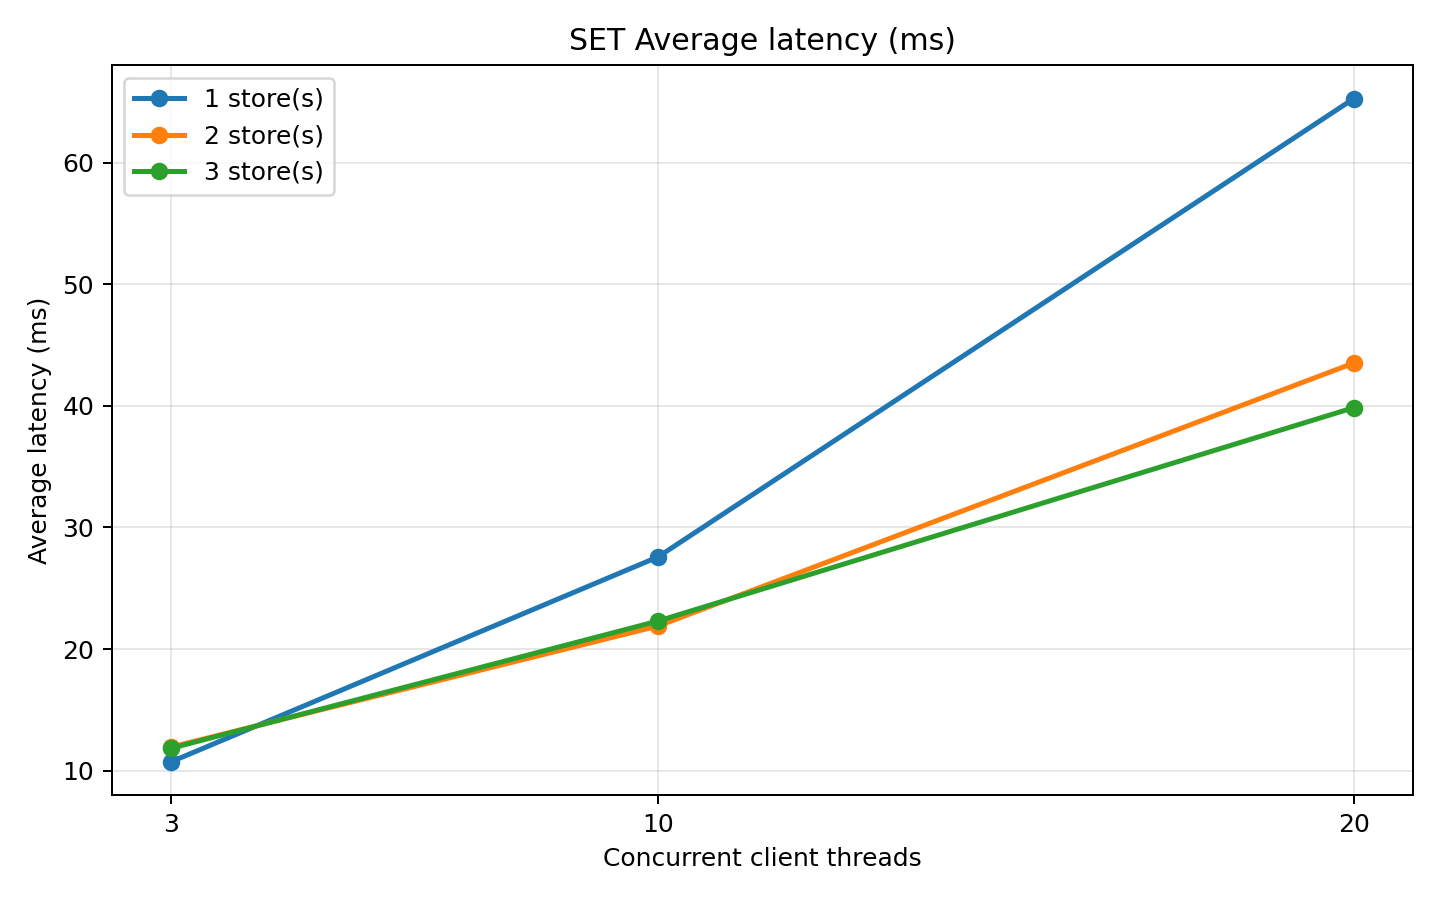 SET Average latency (ms)
1 store(s)
2 store(s)
3 store(s)
Average latency (ms)
60
50
40
30
20
10
3
10
20
Concurrent client threads